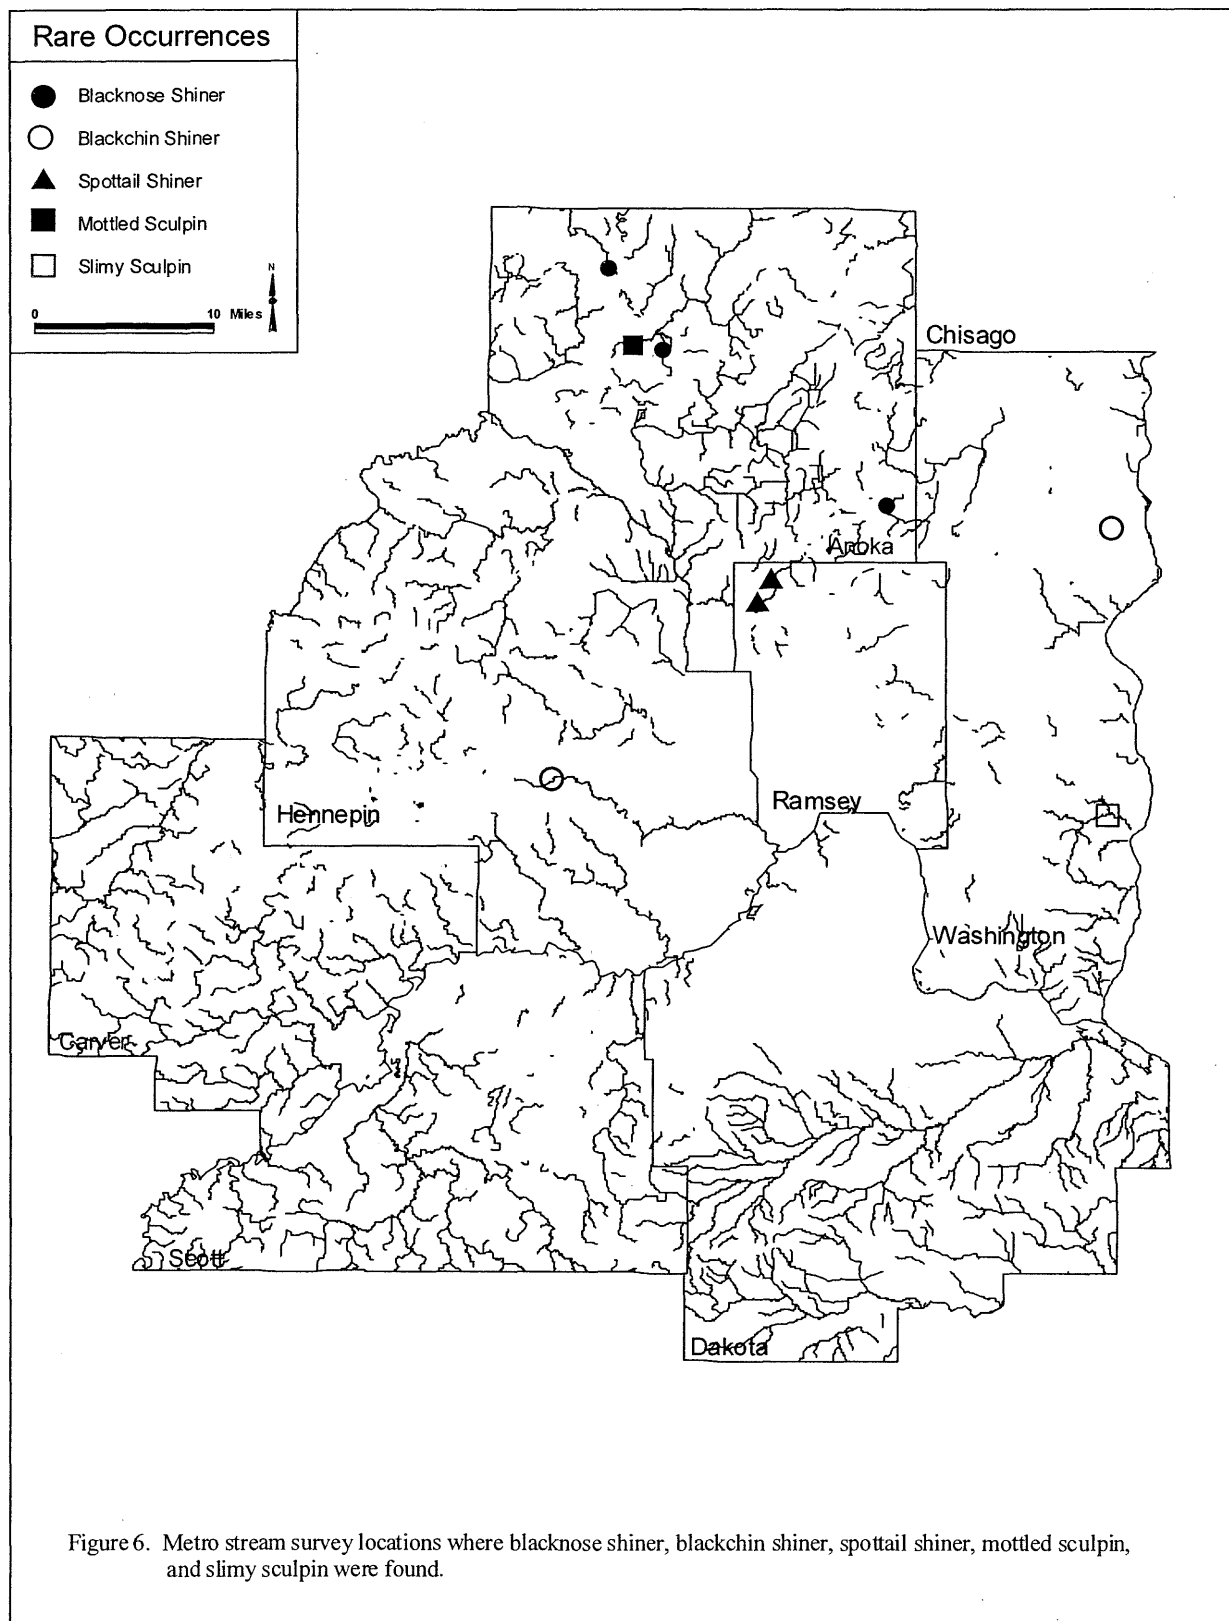 Rare Occurrences
Blacknose Shiner
Blackchin Shiner
Spottail Shiner
Mottled Sculpin
Slimy Sculpin
N
0 10 Miles
Chisago
Anoka
Ramsey
Hennepin
Washington
Carver
Scott
Dakota
Figure 6. Metro stream survey locations where blacknose shiner, blackchin shiner, spottail shiner, mottled sculpin,
and slimy sculpin were found.